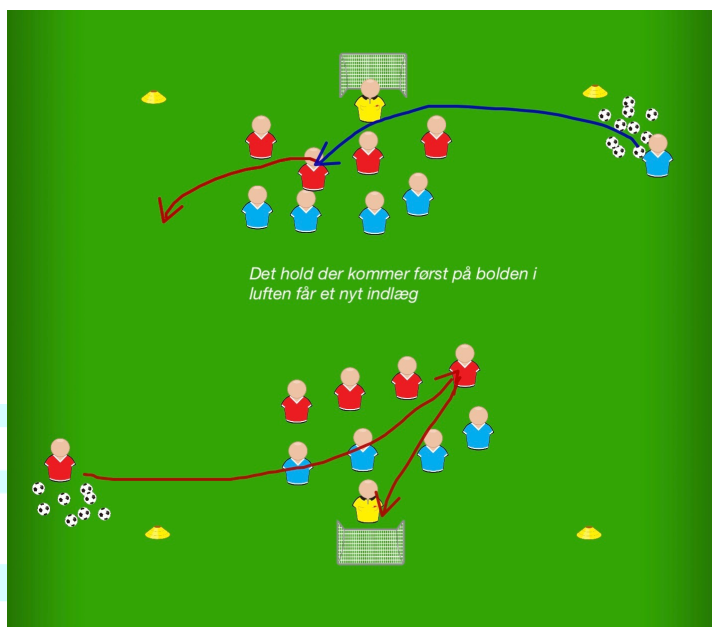 Det hold der kommer først på bolden i
luften får et nyt indlæg